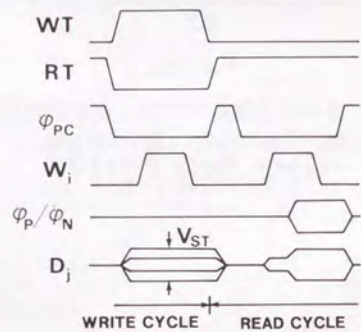 WT
RT
φPC
Wi
φP/φN
VST
Dj
WRITE CYCLE READ CYCLE